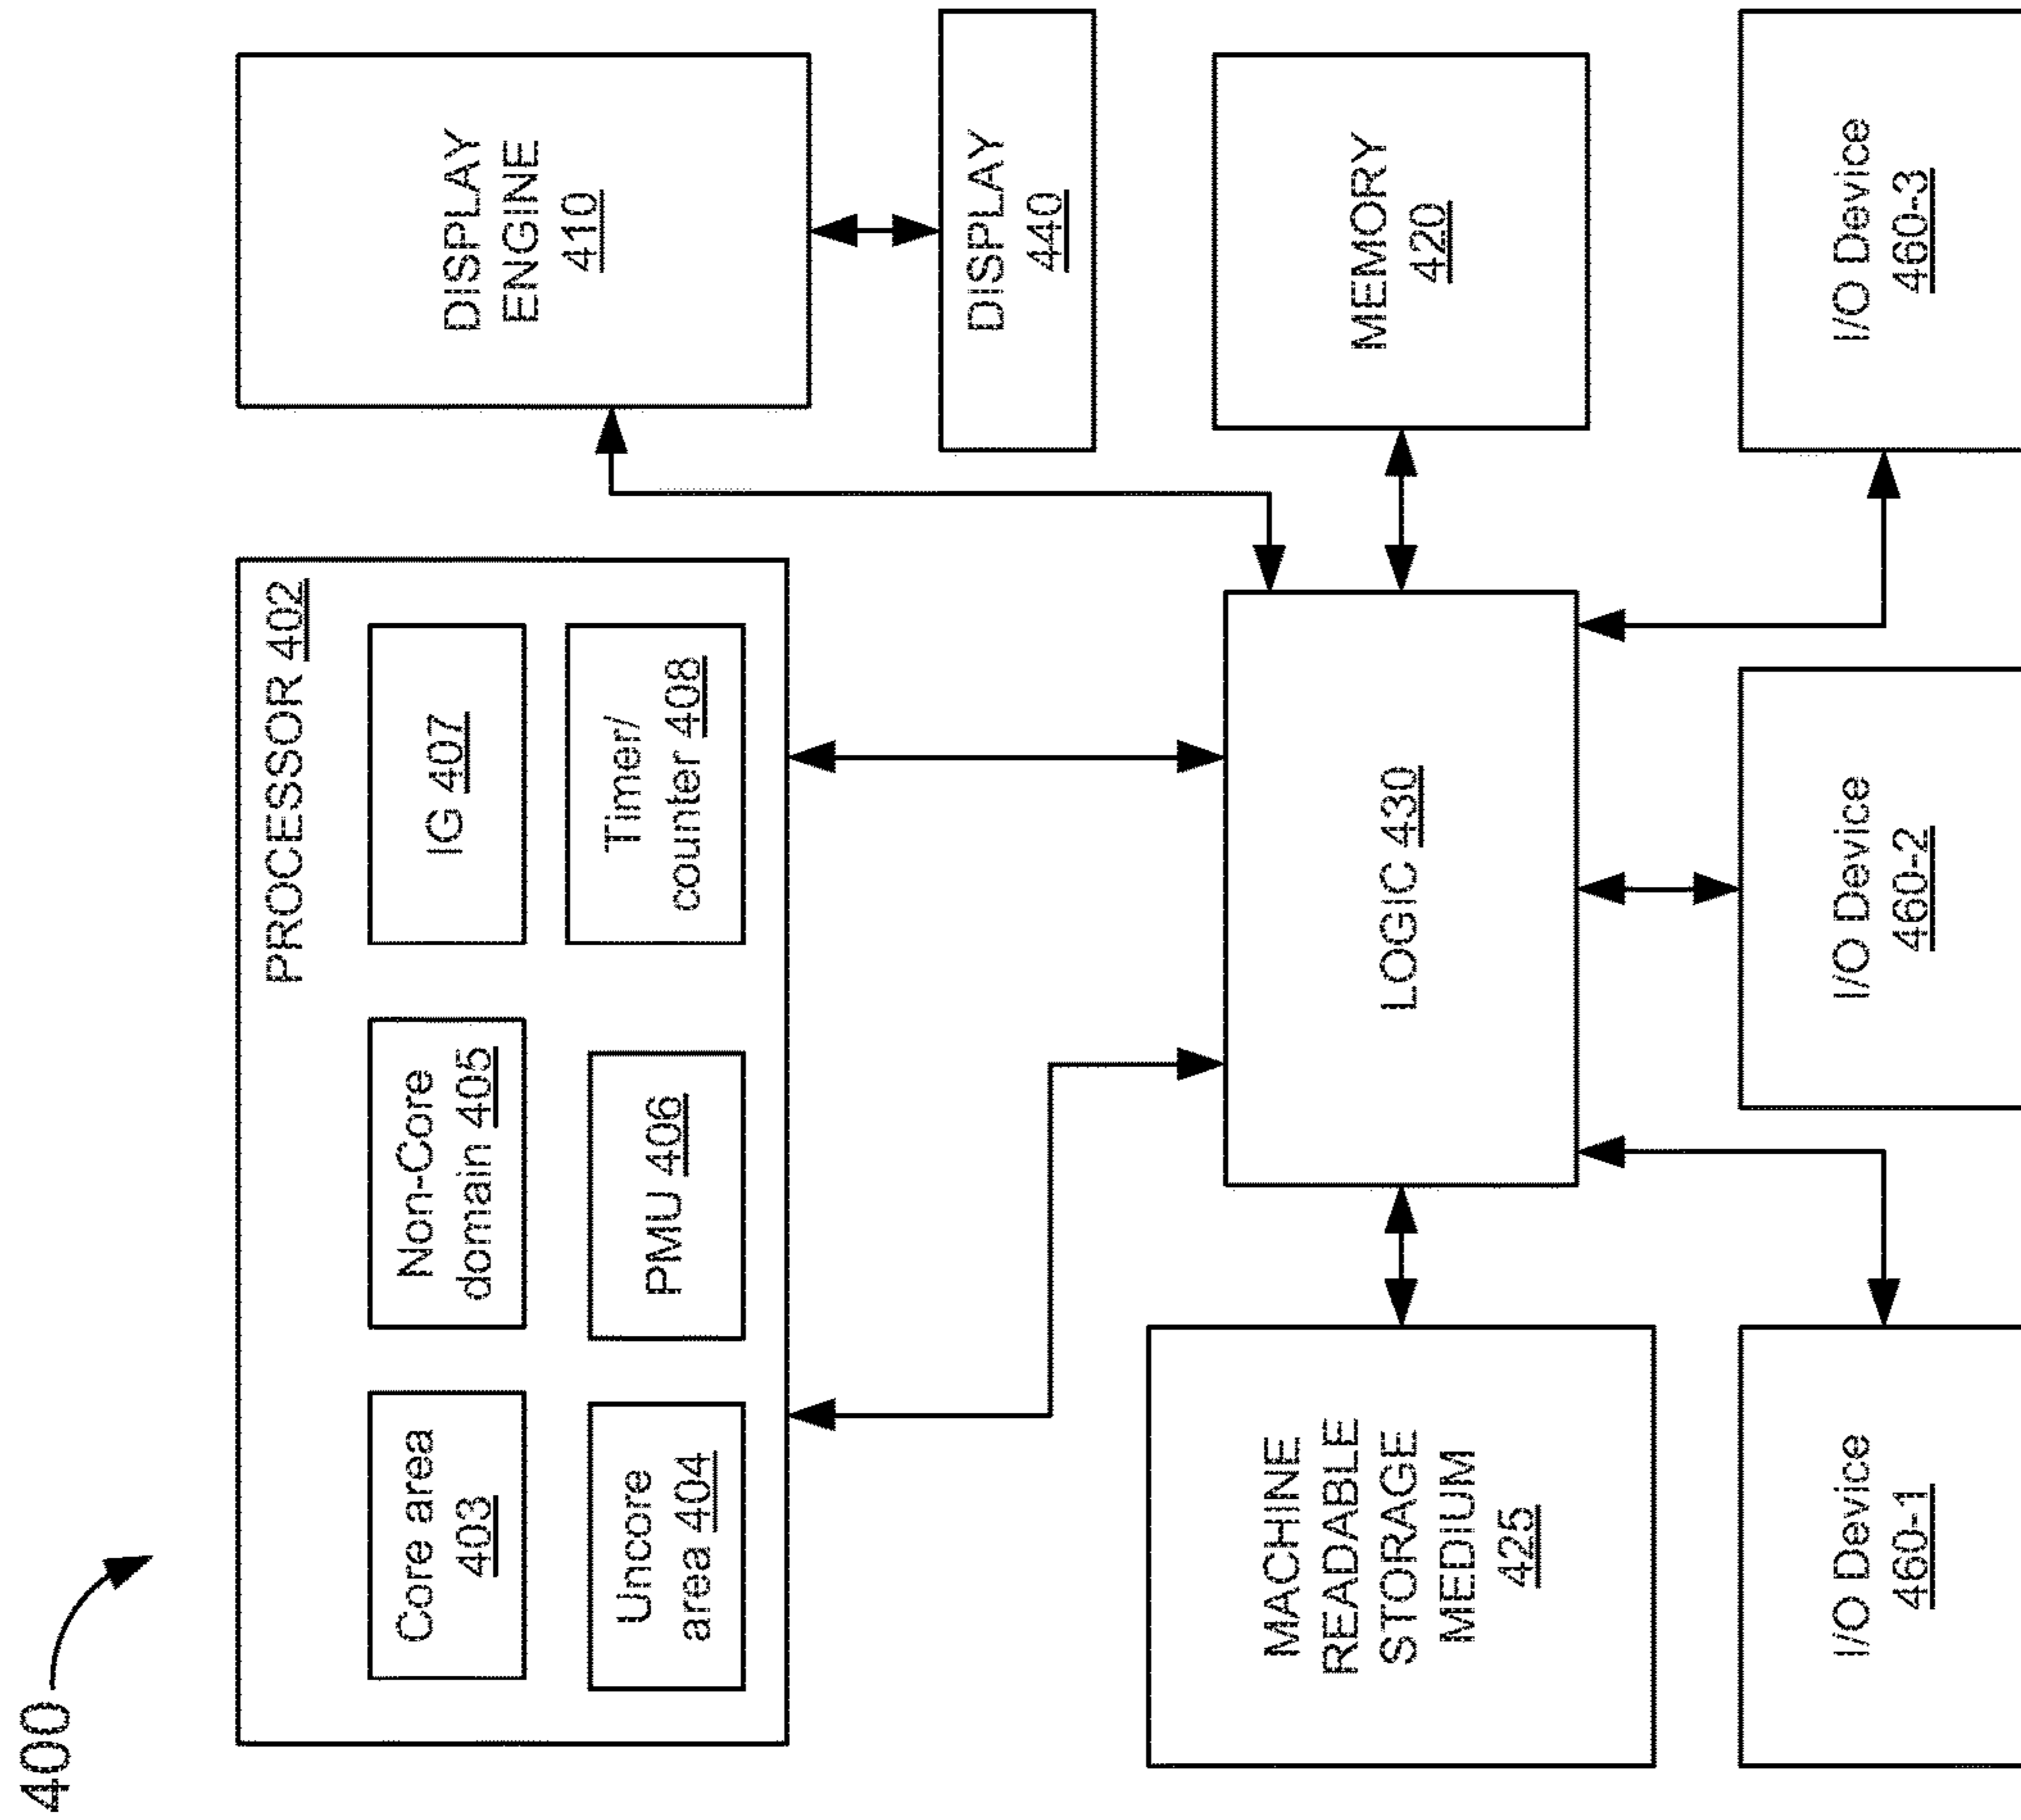 400
PROCESSOR 402
Core area
403
Non-Core
domain 405
IG 407
Uncore
area 404
PMU 406
Timer/
counter 408
DISPLAY
ENGINE
410
DISPLAY
440
MACHINE
READABLE
STORAGE
MEDIUM
425
LOGIC 430
MEMORY
420
I/O Device
460-1
I/O Device
460-2
I/O Device
460-3